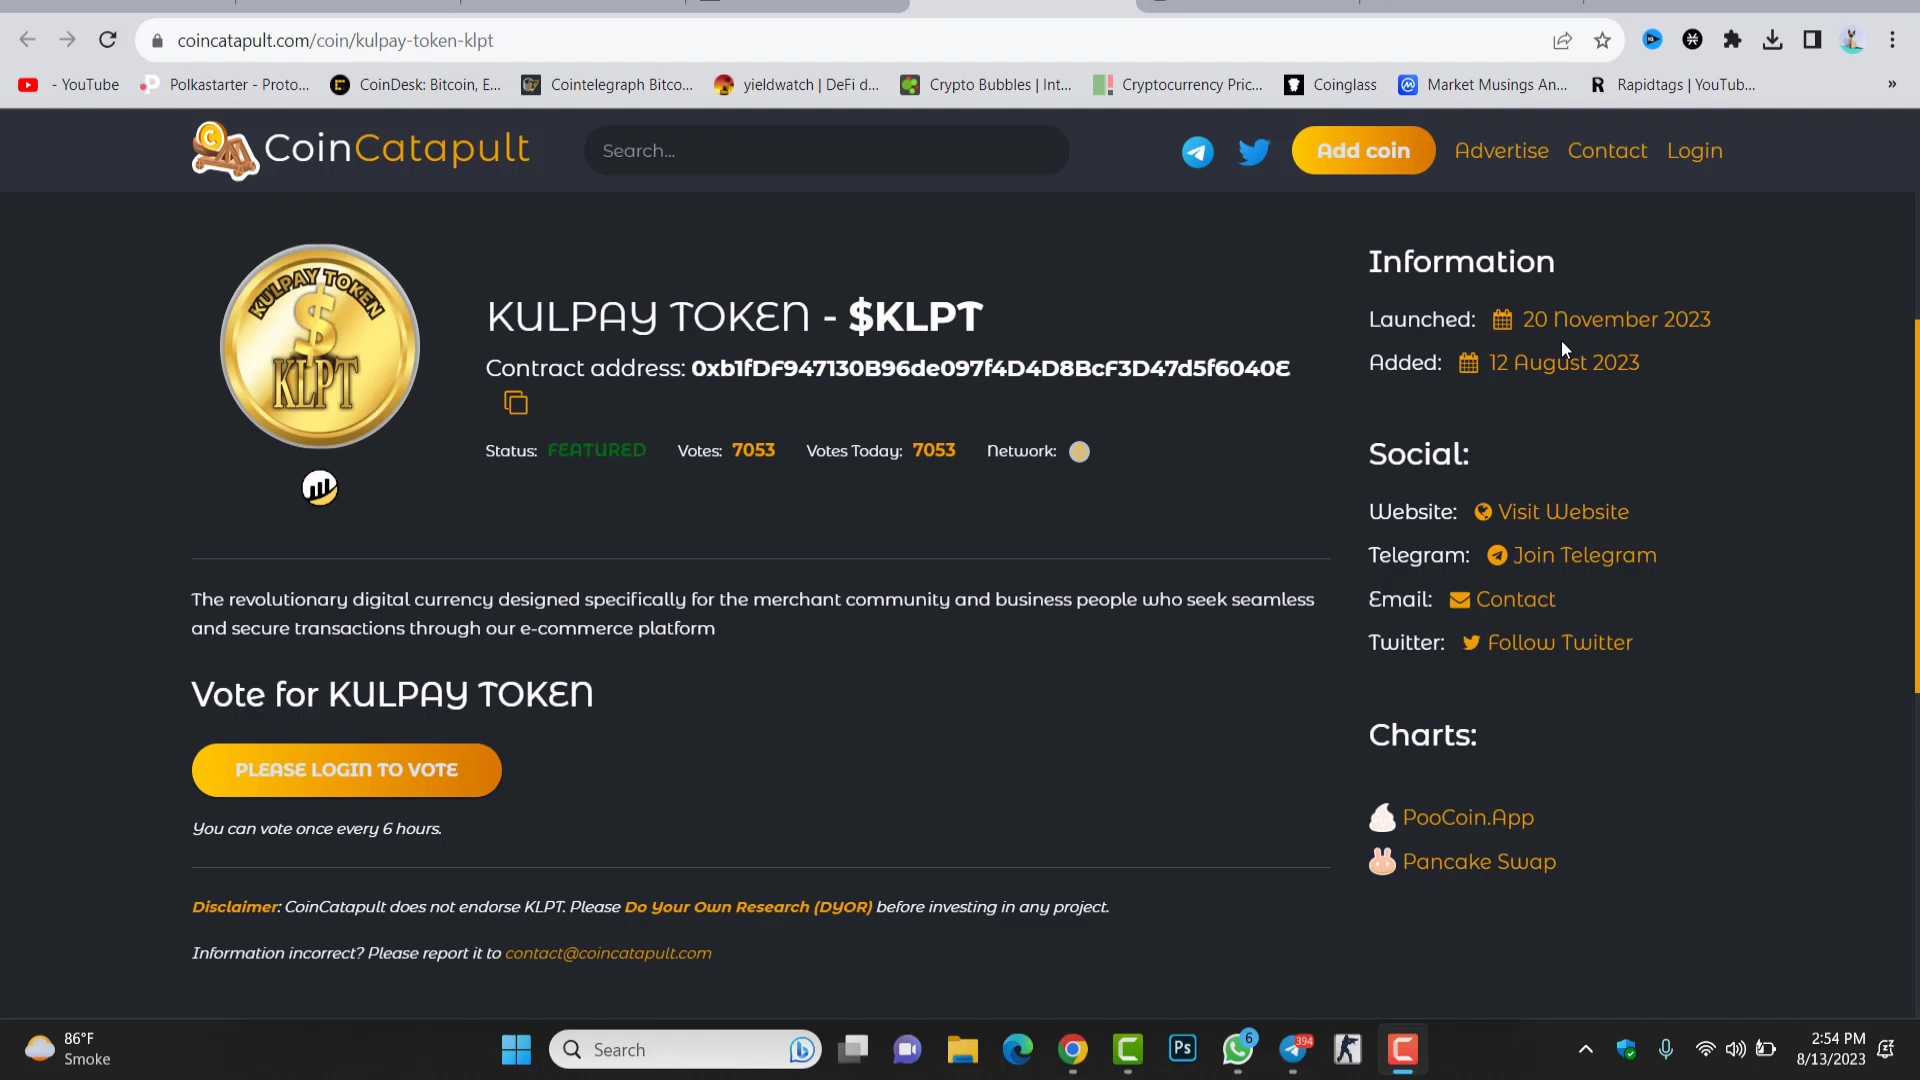 coincatapult.com/coin/kulpay-token-klpt
- YouTube
Polkastarter - Proto...
CoinDesk: Bitcoin, E...
Cointelegraph Bitco...
yieldwatch | DeFi d...
Crypto Bubbles | Int...
Cryptocurrency Pric...
Coinglass
Market Musings An...
Rapidtags | YouTub...
»
CoinCatapult
Search...
Add coin
Advertise
Contact
Login
KULPAY TOKEN
$
KLPT
KULPAY TOKEN - $KLPT
Contract address: 0xb1fDF947130B96de097f4D4D8BcF3D47d5f6040E
Status: FEATURED Votes: 7053 Votes Today: 7053 Network:
The revolutionary digital currency designed specifically for the merchant community and business people who seek seamless
and secure transactions through our e-commerce platform
Vote for KULPAY TOKEN
PLEASE LOGIN TO VOTE
You can vote once every 6 hours.
Disclaimer: CoinCatapult does not endorse KLPT. Please Do Your Own Research (DYOR) before investing in any project.
Information incorrect? Please report it to contact@coincatapult.com
Information
Launched: 20 November 2023
Added: 12 August 2023
Social:
Website: Visit Website
Telegram: Join Telegram
Email: Contact
Twitter: Follow Twitter
Charts:
PooCoin.App
Pancake Swap
86°F
Smoke
Search
Ps
6
394
2:54 PM
8/13/2023